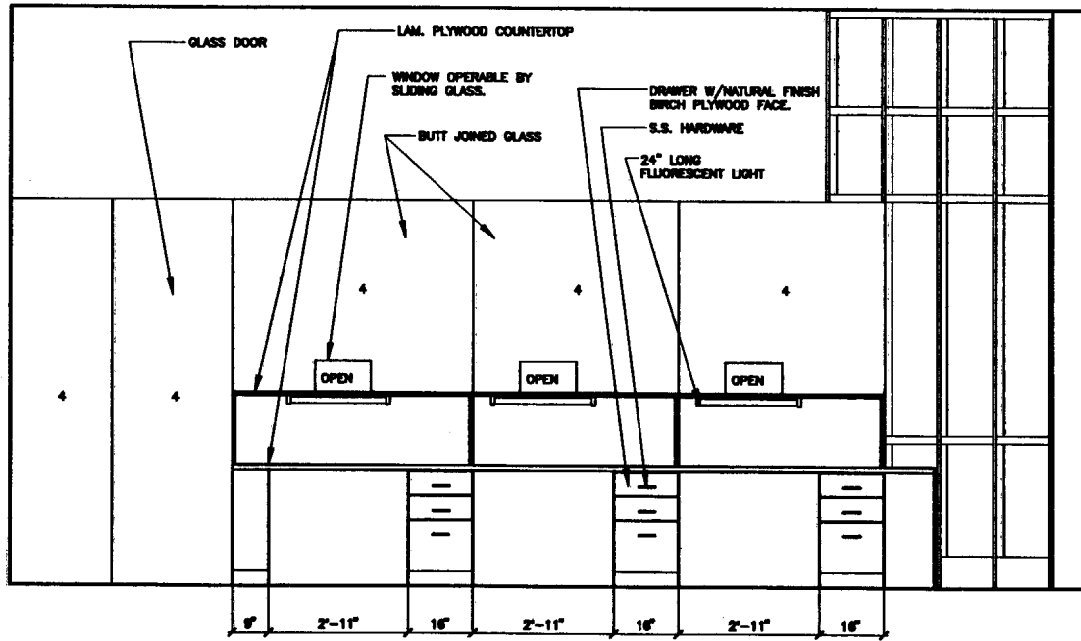 GLASS DOOR
LAM. PLYWOOD COUNTERTOP
WINDOW OPERABLE BY
SLIDING GLASS.
BUTT JOINED GLASS
DRAWER W/NATURAL FINISH
BIRCH PLYWOOD FACE.
S.S. HARDWARE
24" LONG
FLUORESCENT LIGHT
4 4 4
OPEN OPEN OPEN
4 4
9" 2'-11" 16" 2'-11" 16" 2'-11" 16"